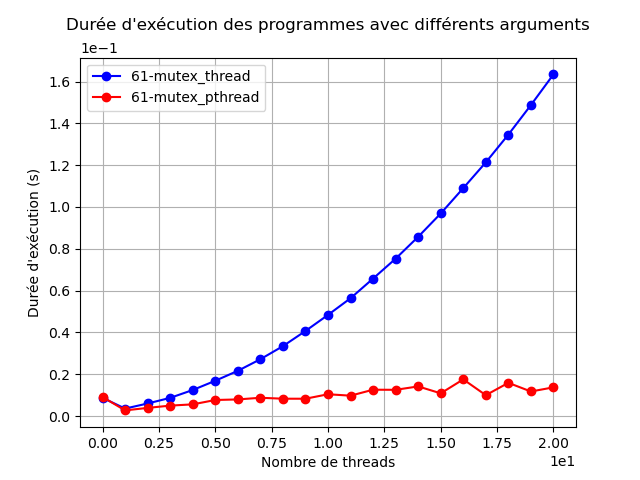 Durée d'exécution des programmes avec différents arguments
1e−1
61-mutex_thread
61-mutex_pthread
1.6
1.4
1.2
1.0
0.8
0.6
0.4
0.2
0.0
Durée d'exécution (s)
0.00 0.25 0.50 0.75 1.00 1.25 1.50 1.75 2.00
Nombre de threads
1e1